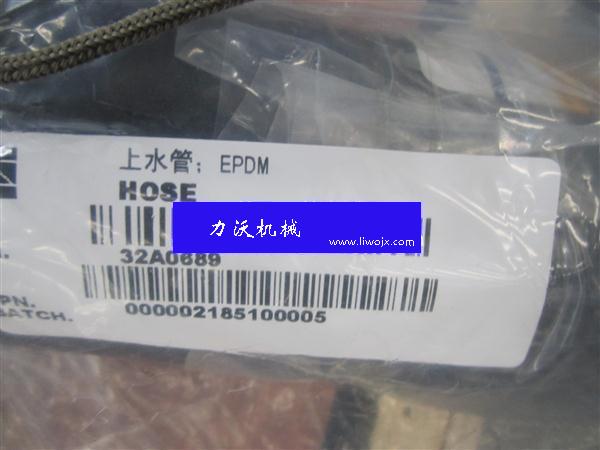 上水管；EPDM
HOSE
力沃机械
www.liwojx.com
32A0689
PN.
BATCH.
000002185100005